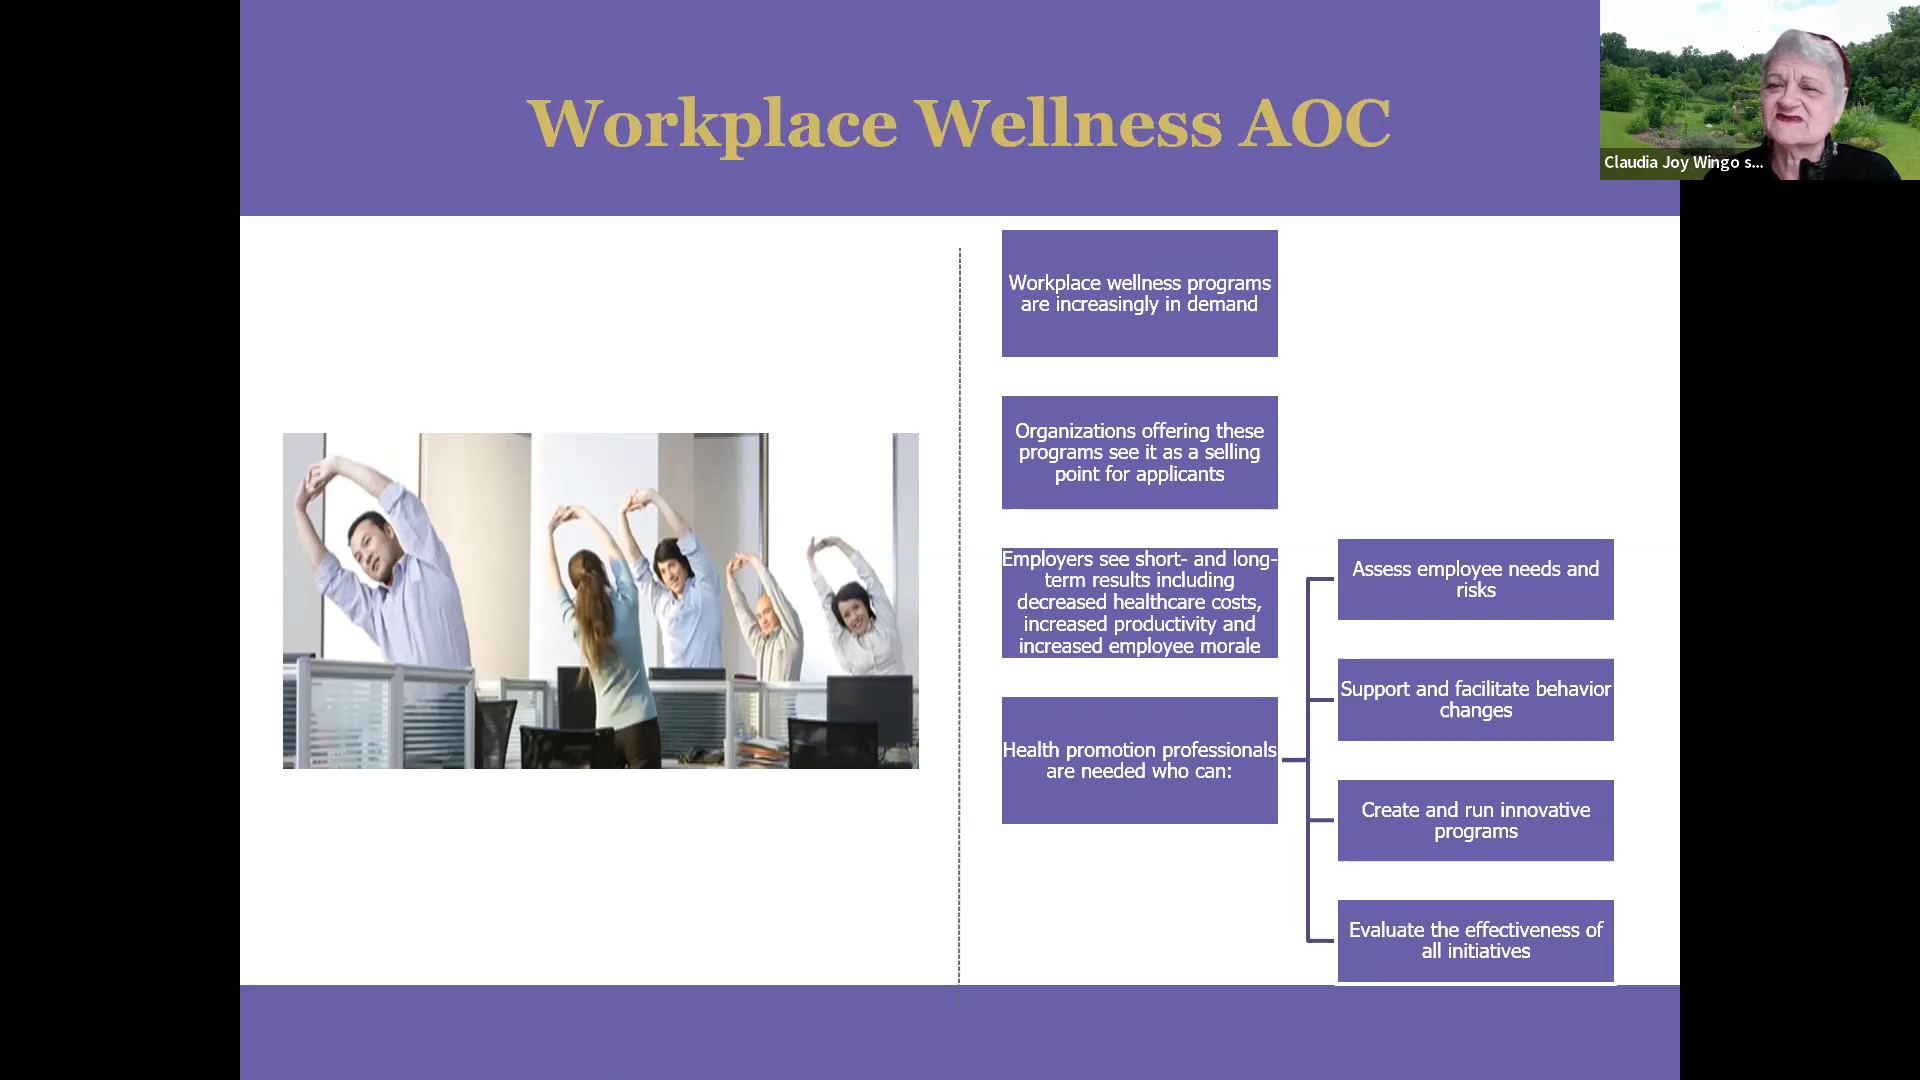 Workplace Wellness AOC
Claudia Joy Wingo s...
Workplace wellness programs
are increasingly in demand
Organizations offering these
programs see it as a selling
point for applicants
Employers see short- and long-
term results including
decreased healthcare costs,
increased productivity and
increased employee morale
Health promotion professionals
are needed who can:
Assess employee needs and
risks
Support and facilitate behavior
changes
Create and run innovative
programs
Evaluate the effectiveness of
all initiatives